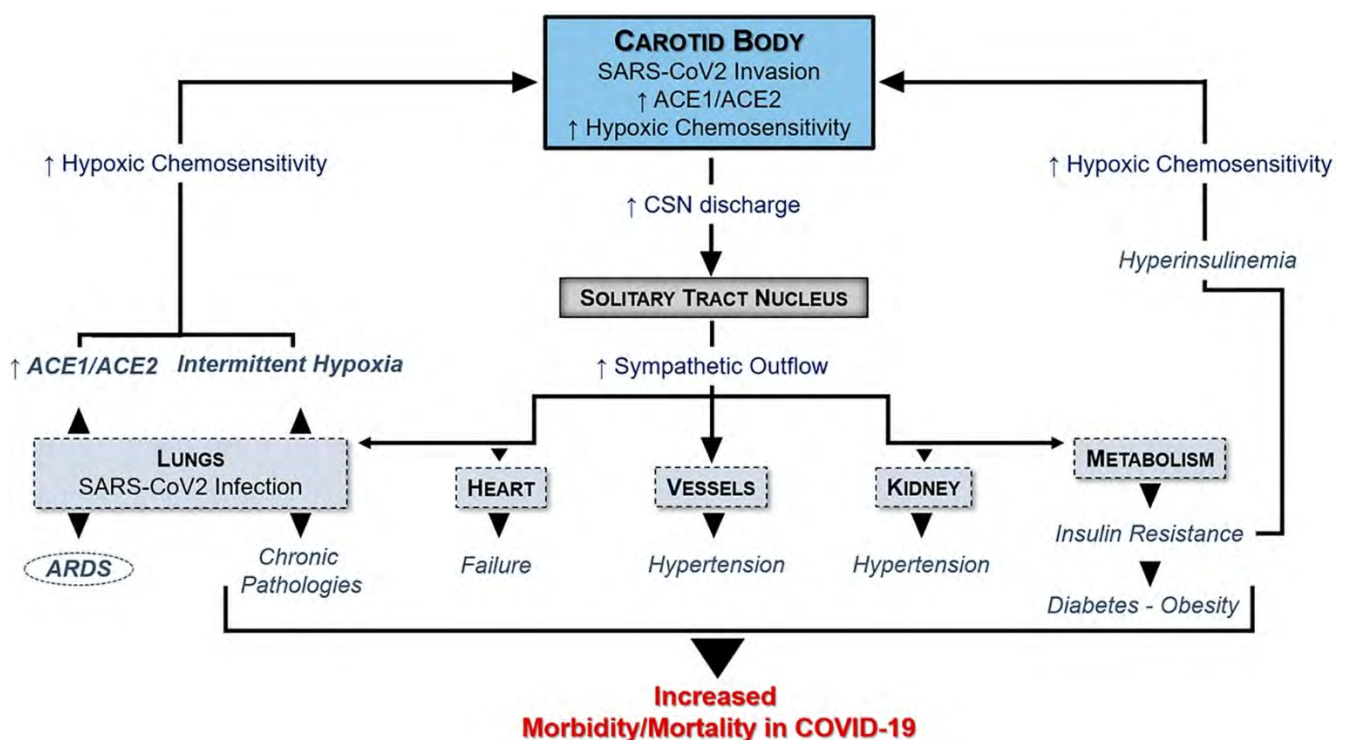 CAROTID BODY
SARS-CoV2 Invasion
↑ ACE1/ACE2
↑ Hypoxic Chemosensitivity
↑ Hypoxic Chemosensitivity
↑ Hypoxic Chemosensitivity
↑ CSN discharge
Hyperinsulinemia
SOLITARY TRACT NUCLEUS
↑ ACE1/ACE2
Intermittent Hypoxia
↑ Sympathetic Outflow
LUNGS
SARS-CoV2 Infection
HEART
VESSELS
KIDNEY
METABOLISM
ARDS
Chronic
Pathologies
Failure
Hypertension
Hypertension
Insulin Resistance
Diabetes - Obesity
Increased
Morbidity/Mortality in COVID-19